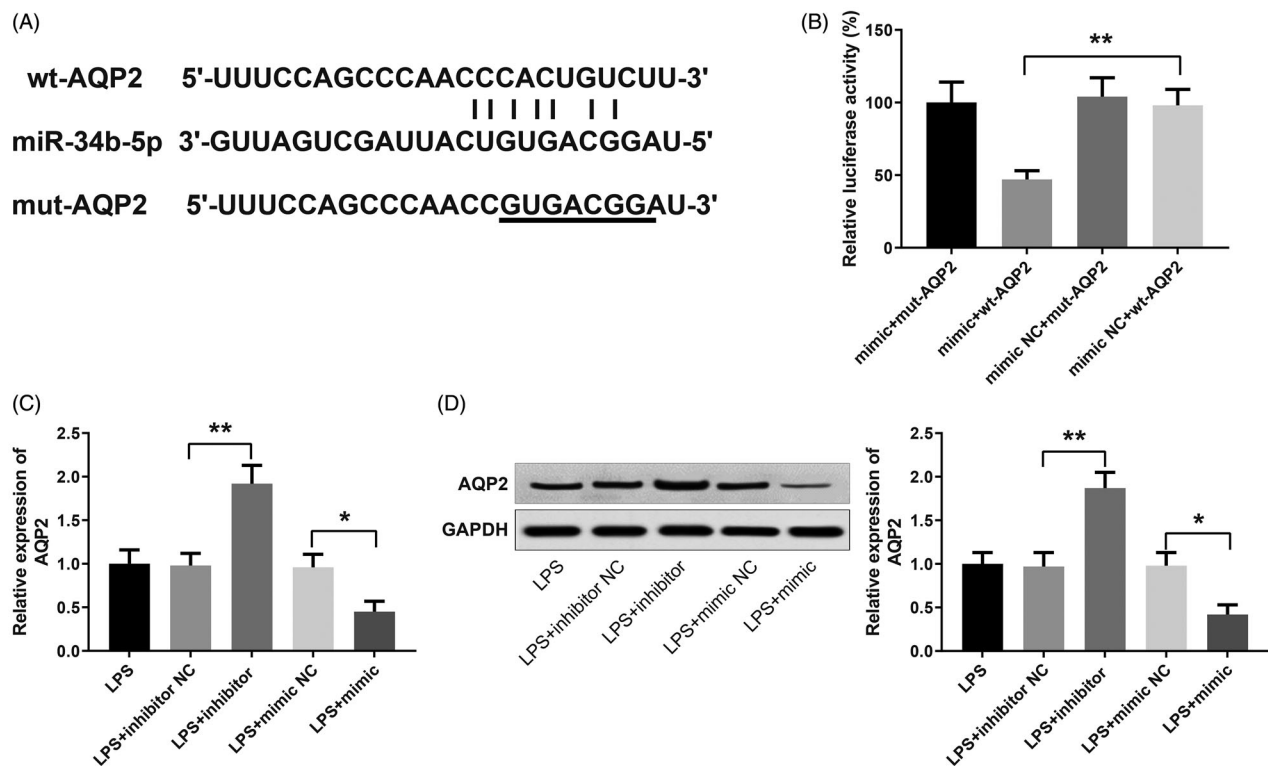 (A)
wt-AQP2 5'-UUUCCAGCCCAACCCACUGUCUU-3'
miR-34b-5p 3'-GUUAGUCGAUUACUGUGACGGAU-5'
mut-AQP2 5'-UUUCCAGCCCAACCGUGACGGAU-3'
(B)
Relative luciferase activity (%)
150
100
50
0
**
mimic+mut-AQP2
mimic+wt-AQP2
mimic NC+mut-AQP2
mimic NC+wt-AQP2
(C)
Relative expression of
AQP2
2.5
2.0
1.5
1.0
0.5
0.0
**
*
LPS
LPS+inhibitor NC
LPS+inhibitor
LPS+mimic NC
LPS+mimic
(D)
AQP2
GAPDH
LPS
LPS+inhibitor NC
LPS+inhibitor
LPS+mimic NC
LPS+mimic
Relative expression of
AQP2
2.5
2.0
1.5
1.0
0.5
0.0
**
*
LPS
LPS+inhibitor NC
LPS+inhibitor
LPS+mimic NC
LPS+mimic